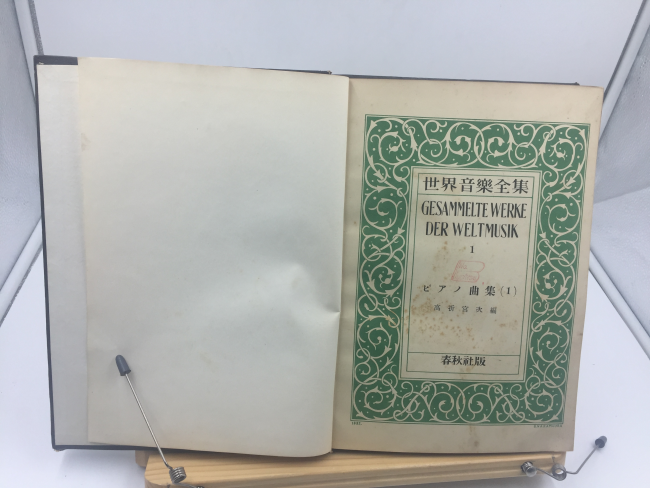 世界音樂全集
GESAMMELTE WERKE
DER WELTMUSIK
1
ピアノ曲集(1)
高折宮次編
春秋社版